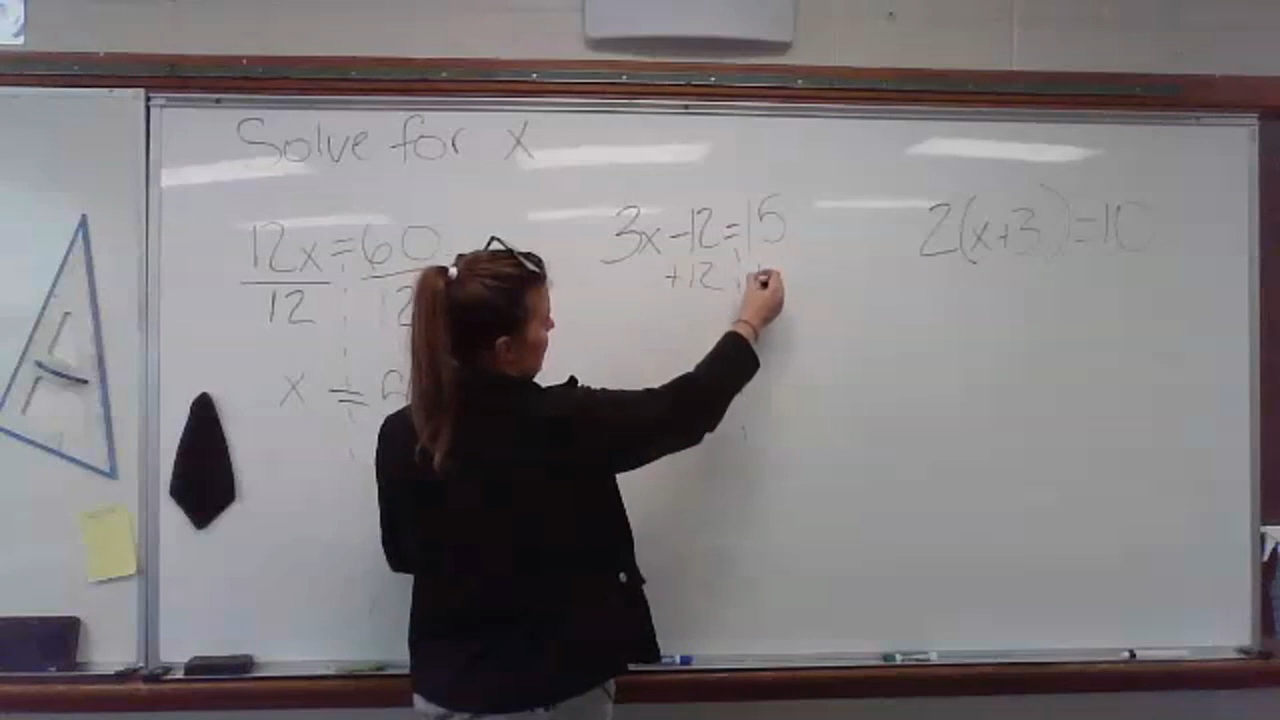 Solve for x
12x = 60
12 12
x =
3x - 12 = 15
+12 +
2(x+3) = 10